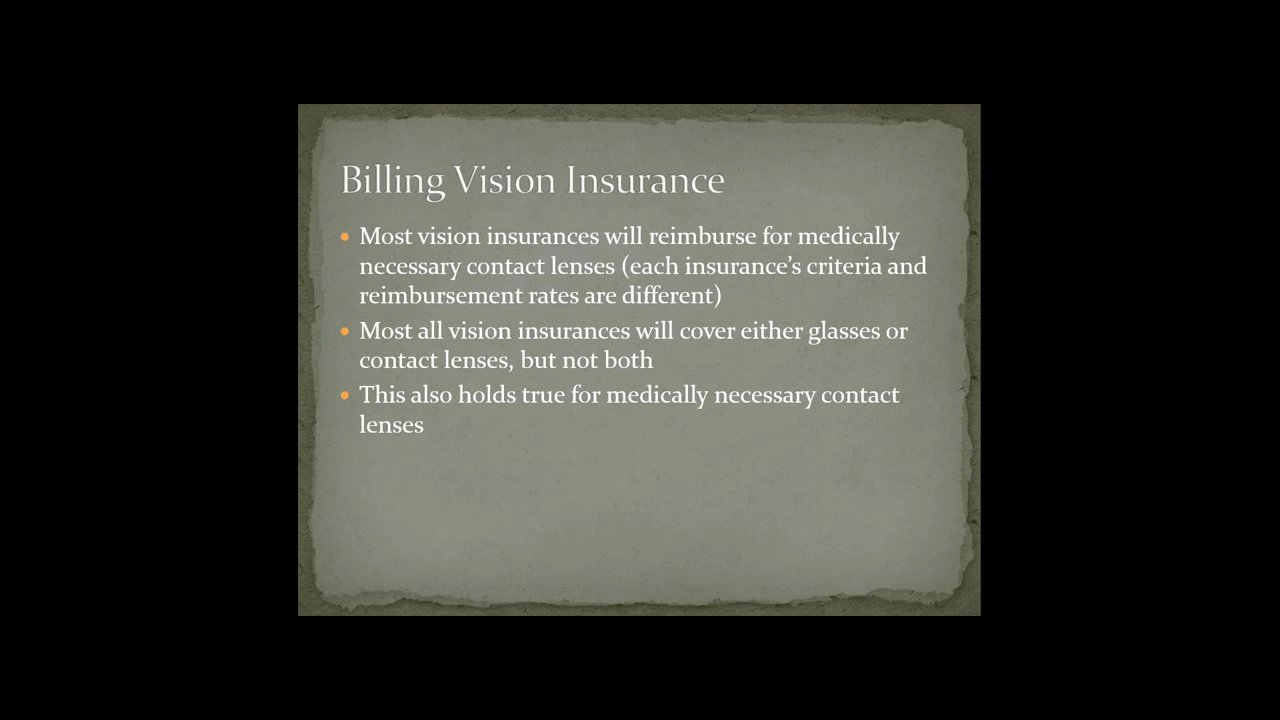 Billing Vision Insurance
• Most vision insurances will reimburse for medically
necessary contact lenses (each insurance’s criteria and
reimbursement rates are different)
• Most all vision insurances will cover either glasses or
contact lenses, but not both
• This also holds true for medically necessary contact
lenses